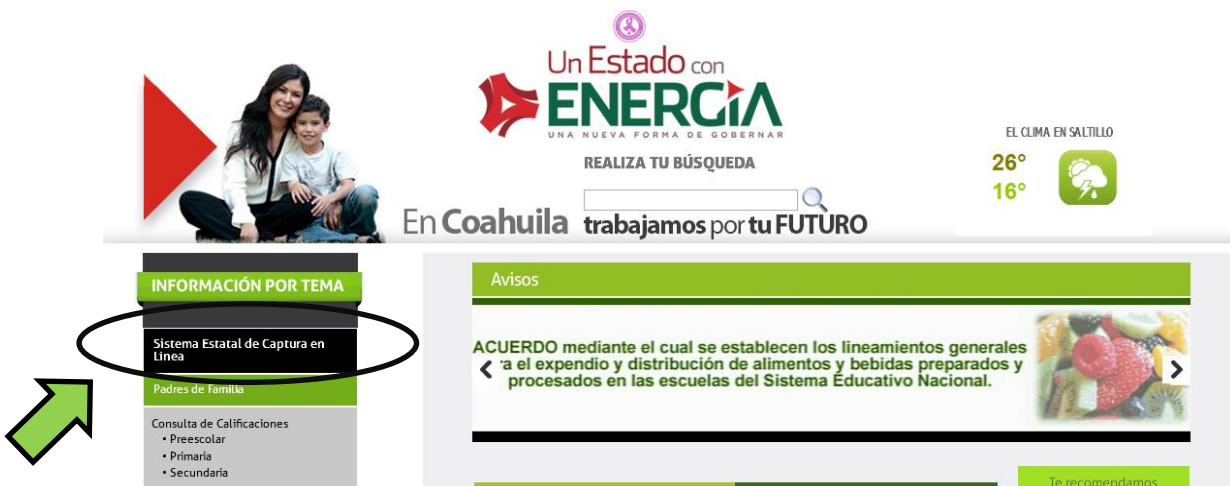 Un Estado con
ENERGÍA
UNA NUEVA FORMA DE GOBERNAR
EL CLIMA EN SALTILLO
REALIZA TU BÚSQUEDA
26°
16°
En Coahuila trabajamos por tu FUTURO
INFORMACIÓN POR TEMA
Sistema Estatal de Captura en
Linea
Padres de Familia
Consulta de Calificaciones
• Preescolar
• Primaria
• Secundaria
Avisos
ACUERDO mediante el cual se establecen los lineamientos generales
ra el expendio y distribución de alimentos y bebidas preparados y
procesados en las escuelas del Sistema Educativo Nacional.
Te recomendamos